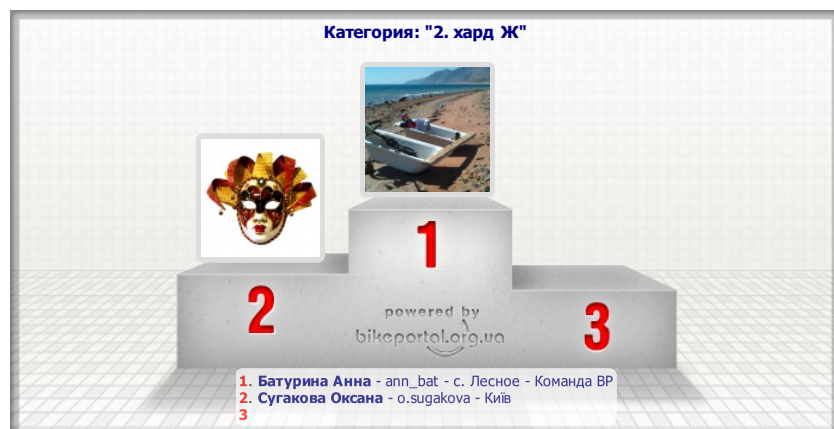 Категория: "2. хард Ж"
1
2
3
powered by
bikeportal.org.ua
1. Батурина Анна - ann_bat - с. Лесное - Команда ВР
2. Сугакова Оксана - o.sugakova - Київ
3